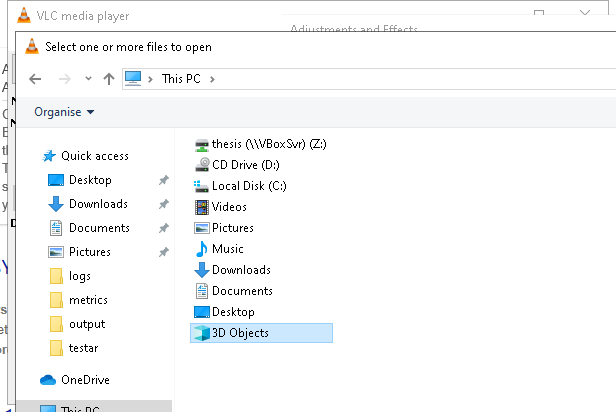 VLC media player
Adjustments and Effects
Select one or more files to open
This PC
Organise
Quick access
Desktop
Downloads
Documents
Pictures
logs
metrics
output
testar
OneDrive
This PC
thesis (\\VBoxSvr) (Z:)
CD Drive (D:)
Local Disk (C:)
Videos
Pictures
Music
Downloads
Documents
Desktop
3D Objects